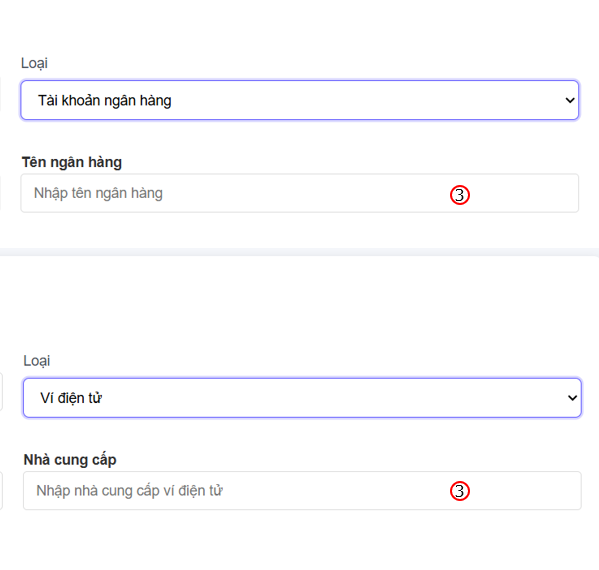 Loại
Tài khoản ngân hàng
Tên ngân hàng
Nhập tên ngân hàng
3
Loại
Ví điện tử
Nhà cung cấp
Nhập nhà cung cấp ví điện tử
3